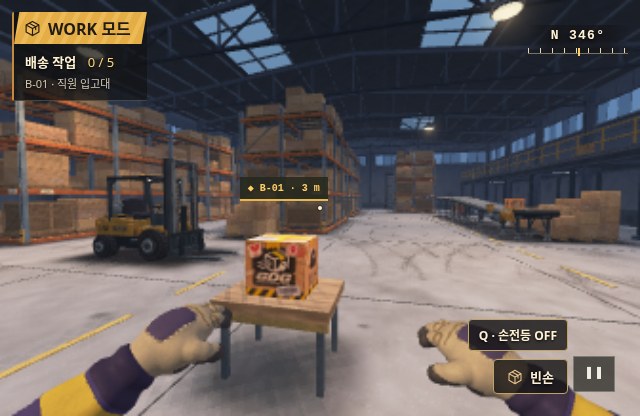 WORK 모드
배송 작업 0 / 5
B-01 · 직원 입고대
N 346°
◆ B-01 · 3 m
Q · 손전등 OFF
빈손